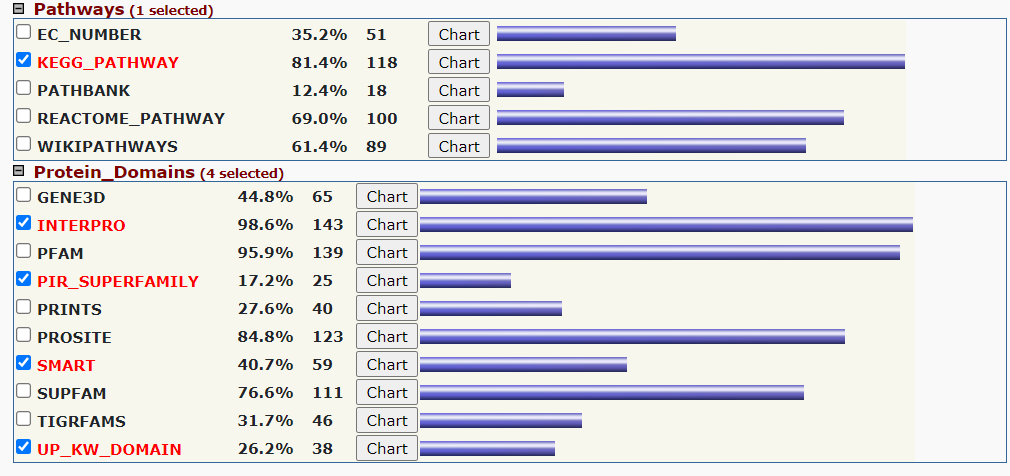 Pathways (1 selected)
EC_NUMBER 35.2% 51 Chart
KEGG_PATHWAY 81.4% 118 Chart
PATHBANK 12.4% 18 Chart
REACTOME_PATHWAY 69.0% 100 Chart
WIKIPATHWAYS 61.4% 89 Chart
Protein_Domains (4 selected)
GENE3D 44.8% 65 Chart
INTERPRO 98.6% 143 Chart
PFAM 95.9% 139 Chart
PIR_SUPERFAMILY 17.2% 25 Chart
PRINTS 27.6% 40 Chart
PROSITE 84.8% 123 Chart
SMART 40.7% 59 Chart
SUPFAM 76.6% 111 Chart
TIGRFAMS 31.7% 46 Chart
UP_KW_DOMAIN 26.2% 38 Chart